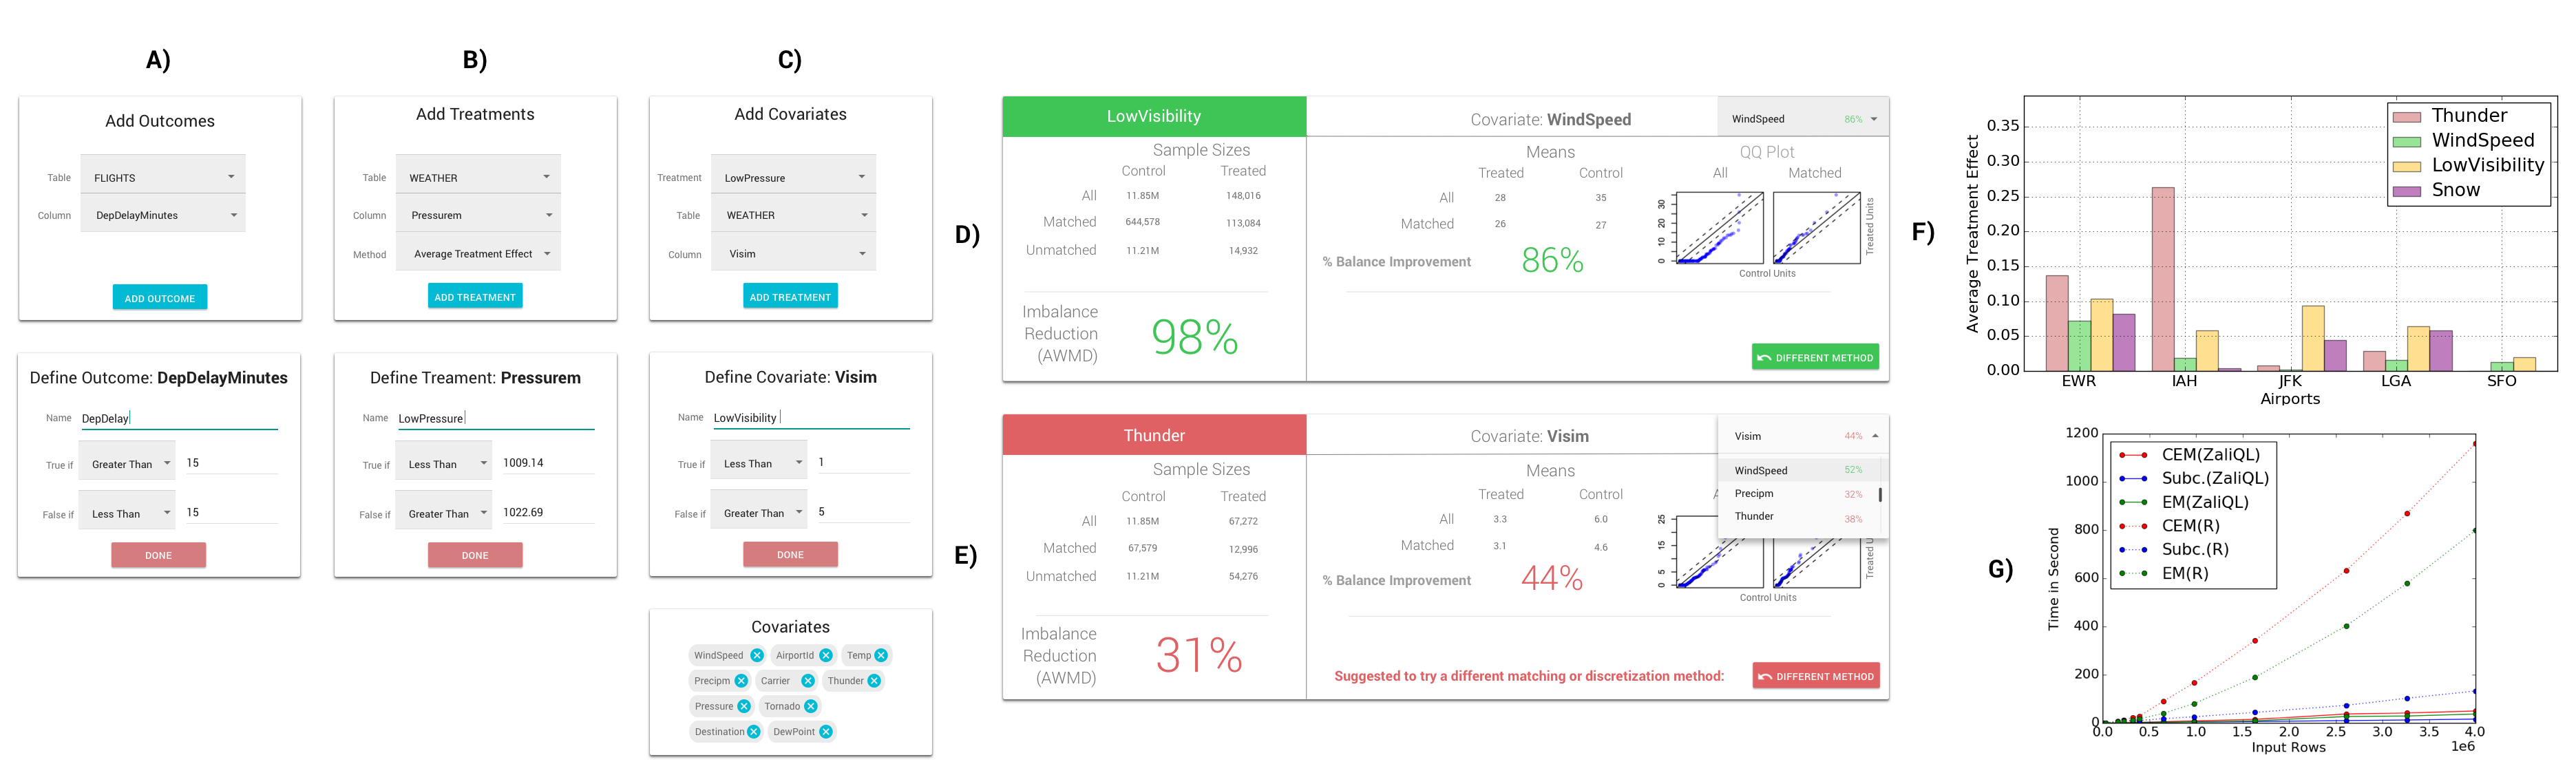 A)
Add Outcomes
Table FLIGHTS
Column DepDelayMinutes
ADD OUTCOME
Define Outcome: DepDelayMinutes
Name DepDelay
True if Greater Than 15
False if Less Than 15
DONE
B)
Add Treatments
Table WEATHER
Column Pressurem
Method Average Treatment Effect
ADD TREATMENT
Define Treament: Pressurem
Name LowPressure
True if Less Than 1009.14
False if Greater Than 1022.69
DONE
C)
Add Covariates
Treatment LowPressure
Table WEATHER
Column Visim
ADD TREATMENT
Define Covariate: Visim
Name LowVisibility
True if Less Than 1
False if Greater Than 5
DONE
Covariates
WindSpeed AirportId Temp
Precipm Carrier Thunder
Pressure Tornado
Destination DewPoint
D)
LowVisibility
Sample Sizes
Control Treated
All 11.85M 148,016
Matched 644,578 113,084
Unmatched 11.21M 14,932
Imbalance
Reduction
(AWMD)
98%
Covariate: WindSpeed
WindSpeed 86%
Means
Treated Control
All 28 35
Matched 26 27
% Balance Improvement 86%
QQ Plot
All Matched
30
20
10
0
Control Units
Treated Units
DIFFERENT METHOD
E)
Thunder
Sample Sizes
Control Treated
All 11.85M 67,272
Matched 67,579 12,996
Unmatched 11.21M 54,276
Imbalance
Reduction
(AWMD)
31%
Covariate: Visim
Visim 44%
WindSpeed 52%
Precipm 32%
Thunder 38%
Means
Treated Control
All 3.3 6.0
Matched 3.1 4.6
% Balance Improvement 44%
25
15
5
0
Control Units
Treated U
Suggested to try a different matching or discretization method:
DIFFERENT METHOD
F)
Average Treatment Effect
0.35
0.30
0.25
0.20
0.15
0.10
0.05
0.00
Thunder
WindSpeed
LowVisibility
Snow
EWR IAH JFK LGA SFO
Airports
G)
Time in Second
1200
1000
800
600
400
200
0
CEM(ZaliQL)
Subc.(ZaliQL)
EM(ZaliQL)
CEM(R)
Subc.(R)
EM(R)
0.0 0.5 1.0 1.5 2.0 2.5 3.0 3.5 4.0
1e6
Input Rows